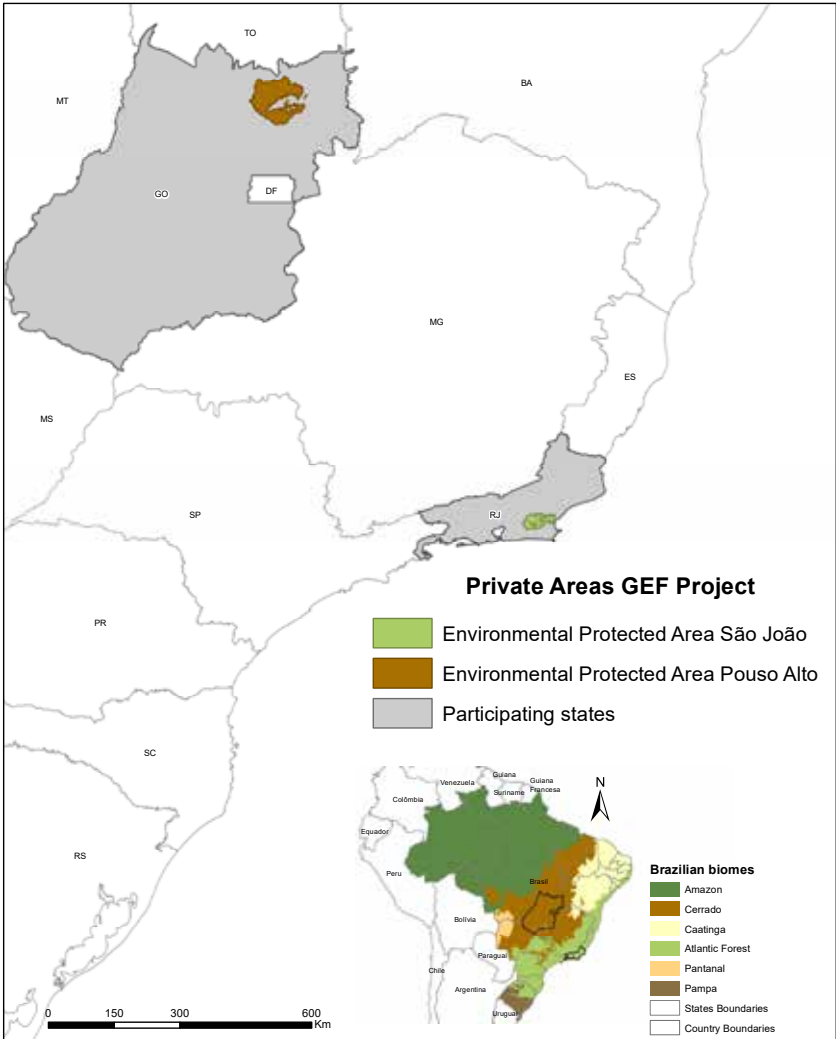 TO
MT
BA
GO
DF
MG
ES
MS
SP
RJ
PR
SC
RS
Private Areas GEF Project
Environmental Protected Area São João
Environmental Protected Area Pouso Alto
Participating states
N
Guiana
Venezuela
Guiana
Francesa
Suriname
Colômbia
Equador
Peru
Brasil
Bolívia
Paraguai
Chile
Argentina
Uruguai
Brazilian biomes
Amazon
Cerrado
Caatinga
Atlantic Forest
Pantanal
Pampa
States Boundaries
Country Boundaries
0 150 300 600
Km